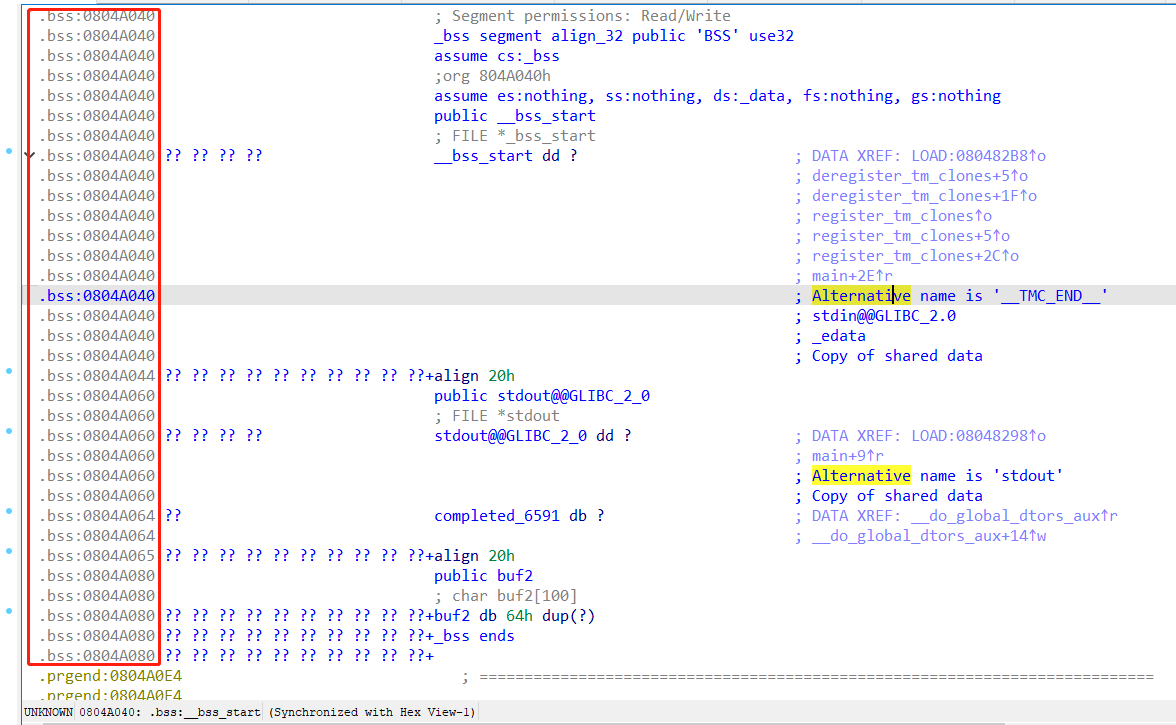 .bss:0804A040 ; Segment permissions: Read/Write
.bss:0804A040 _bss segment align_32 public 'BSS' use32
.bss:0804A040 assume cs:_bss
.bss:0804A040 ;org 804A040h
.bss:0804A040 assume es:nothing, ss:nothing, ds:_data, fs:nothing, gs:nothing
.bss:0804A040 public __bss_start
.bss:0804A040 ; FILE *_bss_start
.bss:0804A040 ?? ?? ?? ?? __bss_start dd ? ; DATA XREF: LOAD:080482B8↑o
.bss:0804A040 ; deregister_tm_clones+5↑o
.bss:0804A040 ; deregister_tm_clones+1F↑o
.bss:0804A040 ; register_tm_clones↑o
.bss:0804A040 ; register_tm_clones+5↑o
.bss:0804A040 ; register_tm_clones+2C↑o
.bss:0804A040 ; main+2E↑r
.bss:0804A040 ; Alternative name is '__TMC_END__'
.bss:0804A040 ; stdin@@GLIBC_2.0
.bss:0804A040 ; _edata
.bss:0804A040 ; Copy of shared data
.bss:0804A044 ?? ?? ?? ?? ?? ?? ?? ?? ?? ??+align 20h
.bss:0804A060 public stdout@@GLIBC_2_0
.bss:0804A060 ; FILE *stdout
.bss:0804A060 ?? ?? ?? ?? stdout@@GLIBC_2_0 dd ? ; DATA XREF: LOAD:08048298↑o
.bss:0804A060 ; main+9↑r
.bss:0804A060 ; Alternative name is 'stdout'
.bss:0804A060 ; Copy of shared data
.bss:0804A064 ?? completed_6591 db ? ; DATA XREF: __do_global_dtors_aux↑r
.bss:0804A064 ; __do_global_dtors_aux+14↑w
.bss:0804A065 ?? ?? ?? ?? ?? ?? ?? ?? ?? ??+align 20h
.bss:0804A080 public buf2
.bss:0804A080 ; char buf2[100]
.bss:0804A080 ?? ?? ?? ?? ?? ?? ?? ?? ?? ??+buf2 db 64h dup(?)
.bss:0804A080 ?? ?? ?? ?? ?? ?? ?? ?? ?? ??+_bss ends
.bss:0804A080 ?? ?? ?? ?? ?? ?? ?? ?? ?? ??+
.prgend:0804A0E4 ; ===========================================================================
.prgend:0804A0E4
UNKNOWN 0804A040: .bss:__bss_start (Synchronized with Hex View-1)